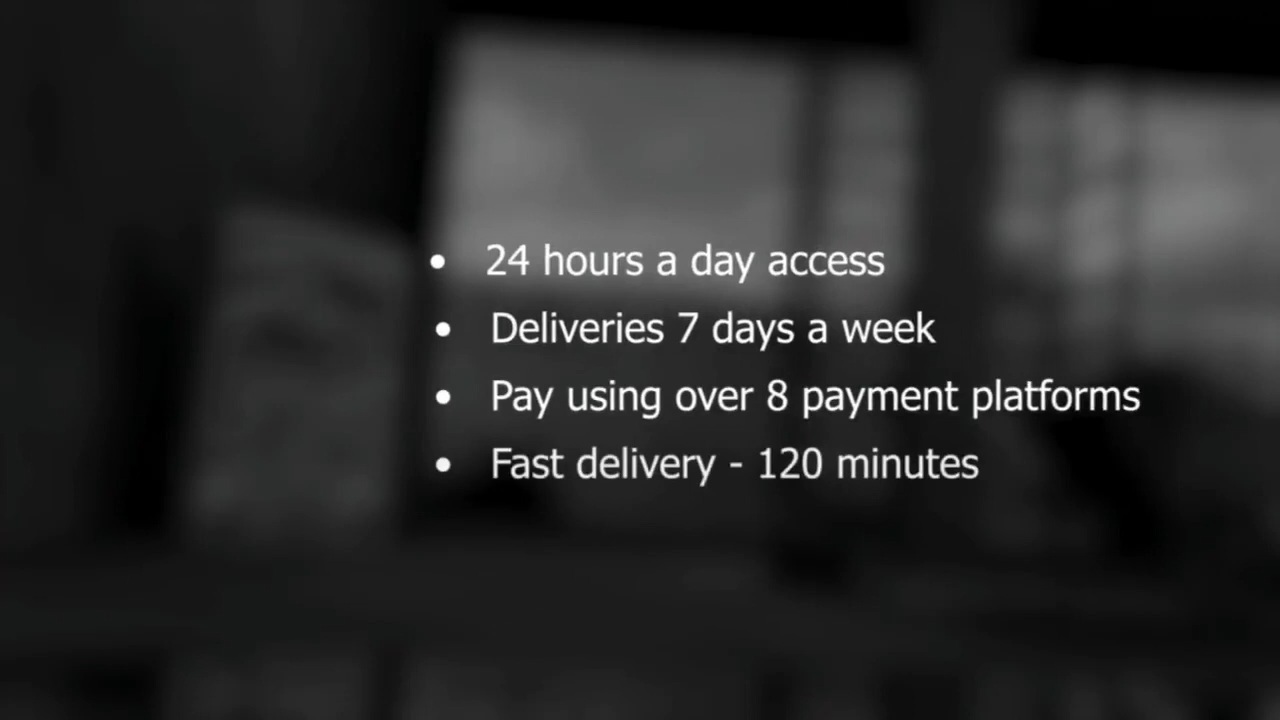 • 24 hours a day access
• Deliveries 7 days a week
• Pay using over 8 payment platforms
• Fast delivery - 120 minutes